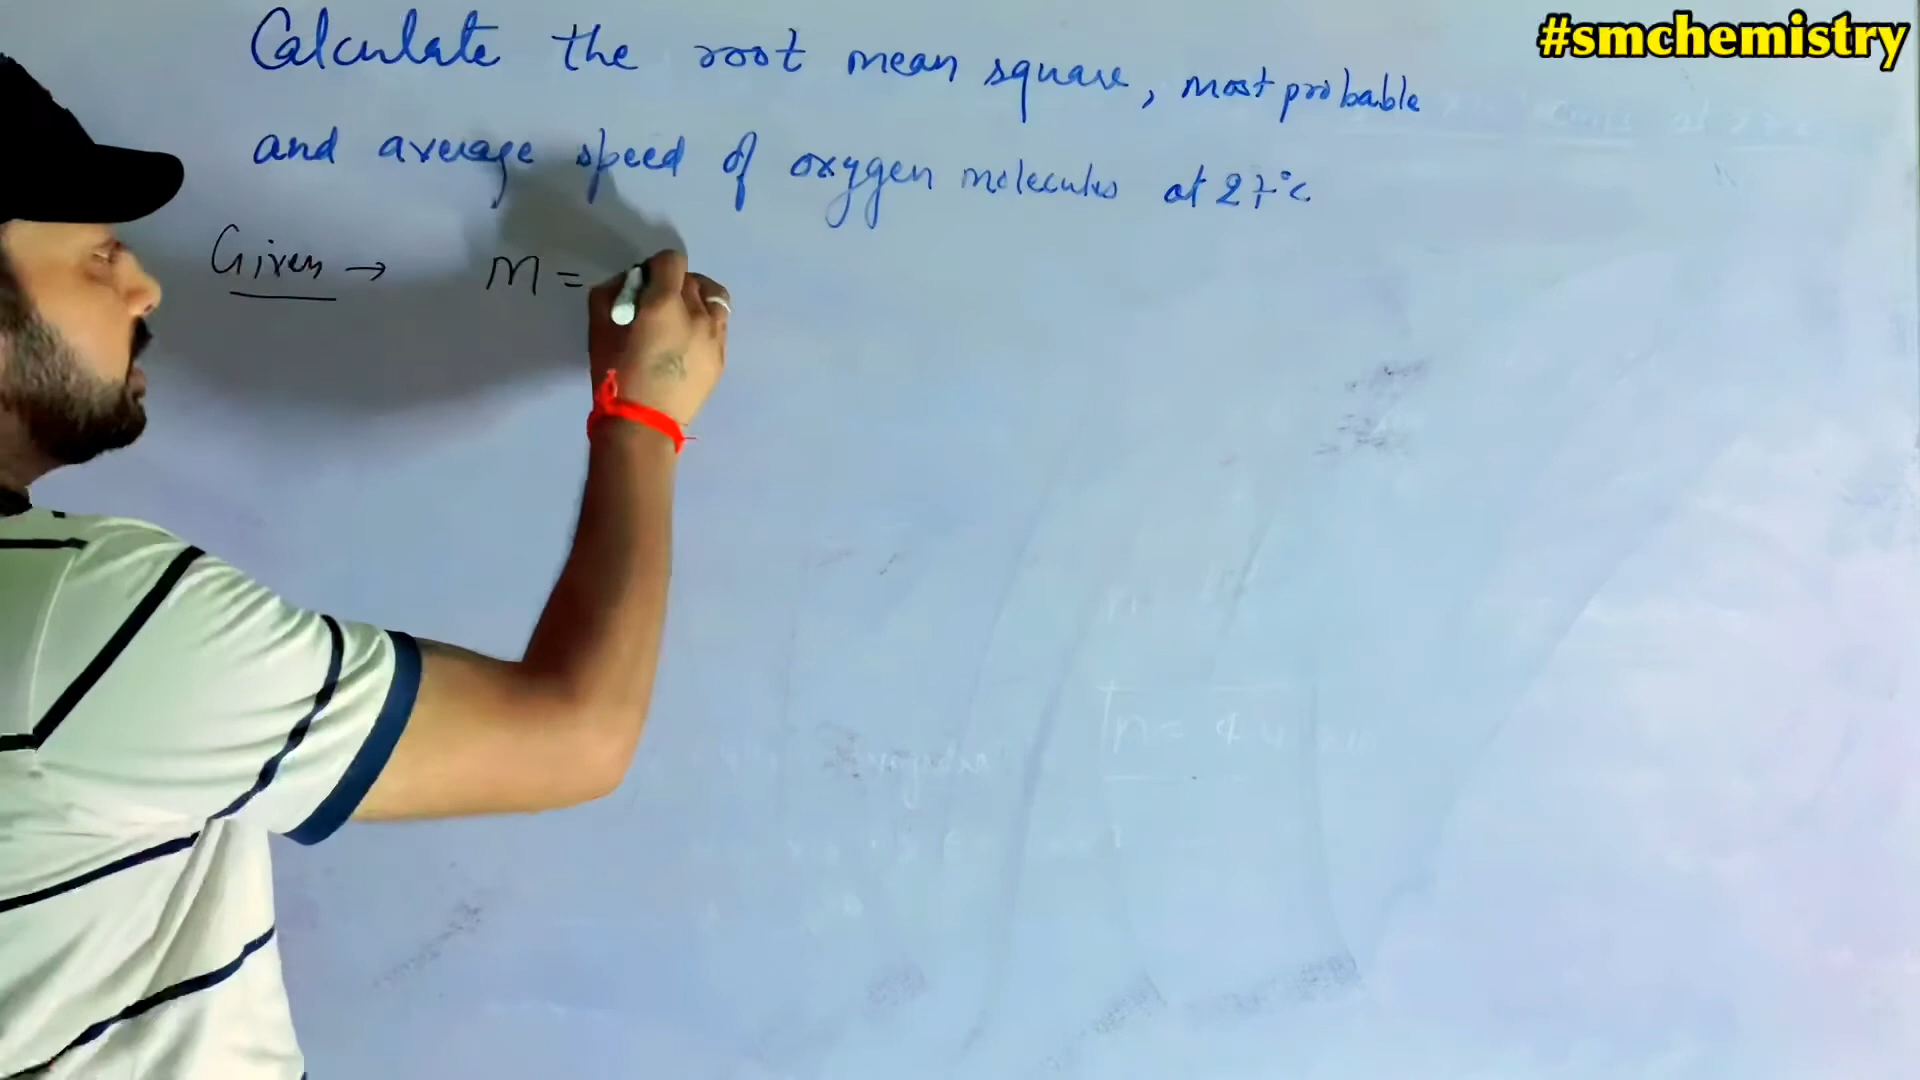 #smchemistry
Calculate the root mean square, most probable
and average speed of oxygen molecules at 27°C
Given → M =